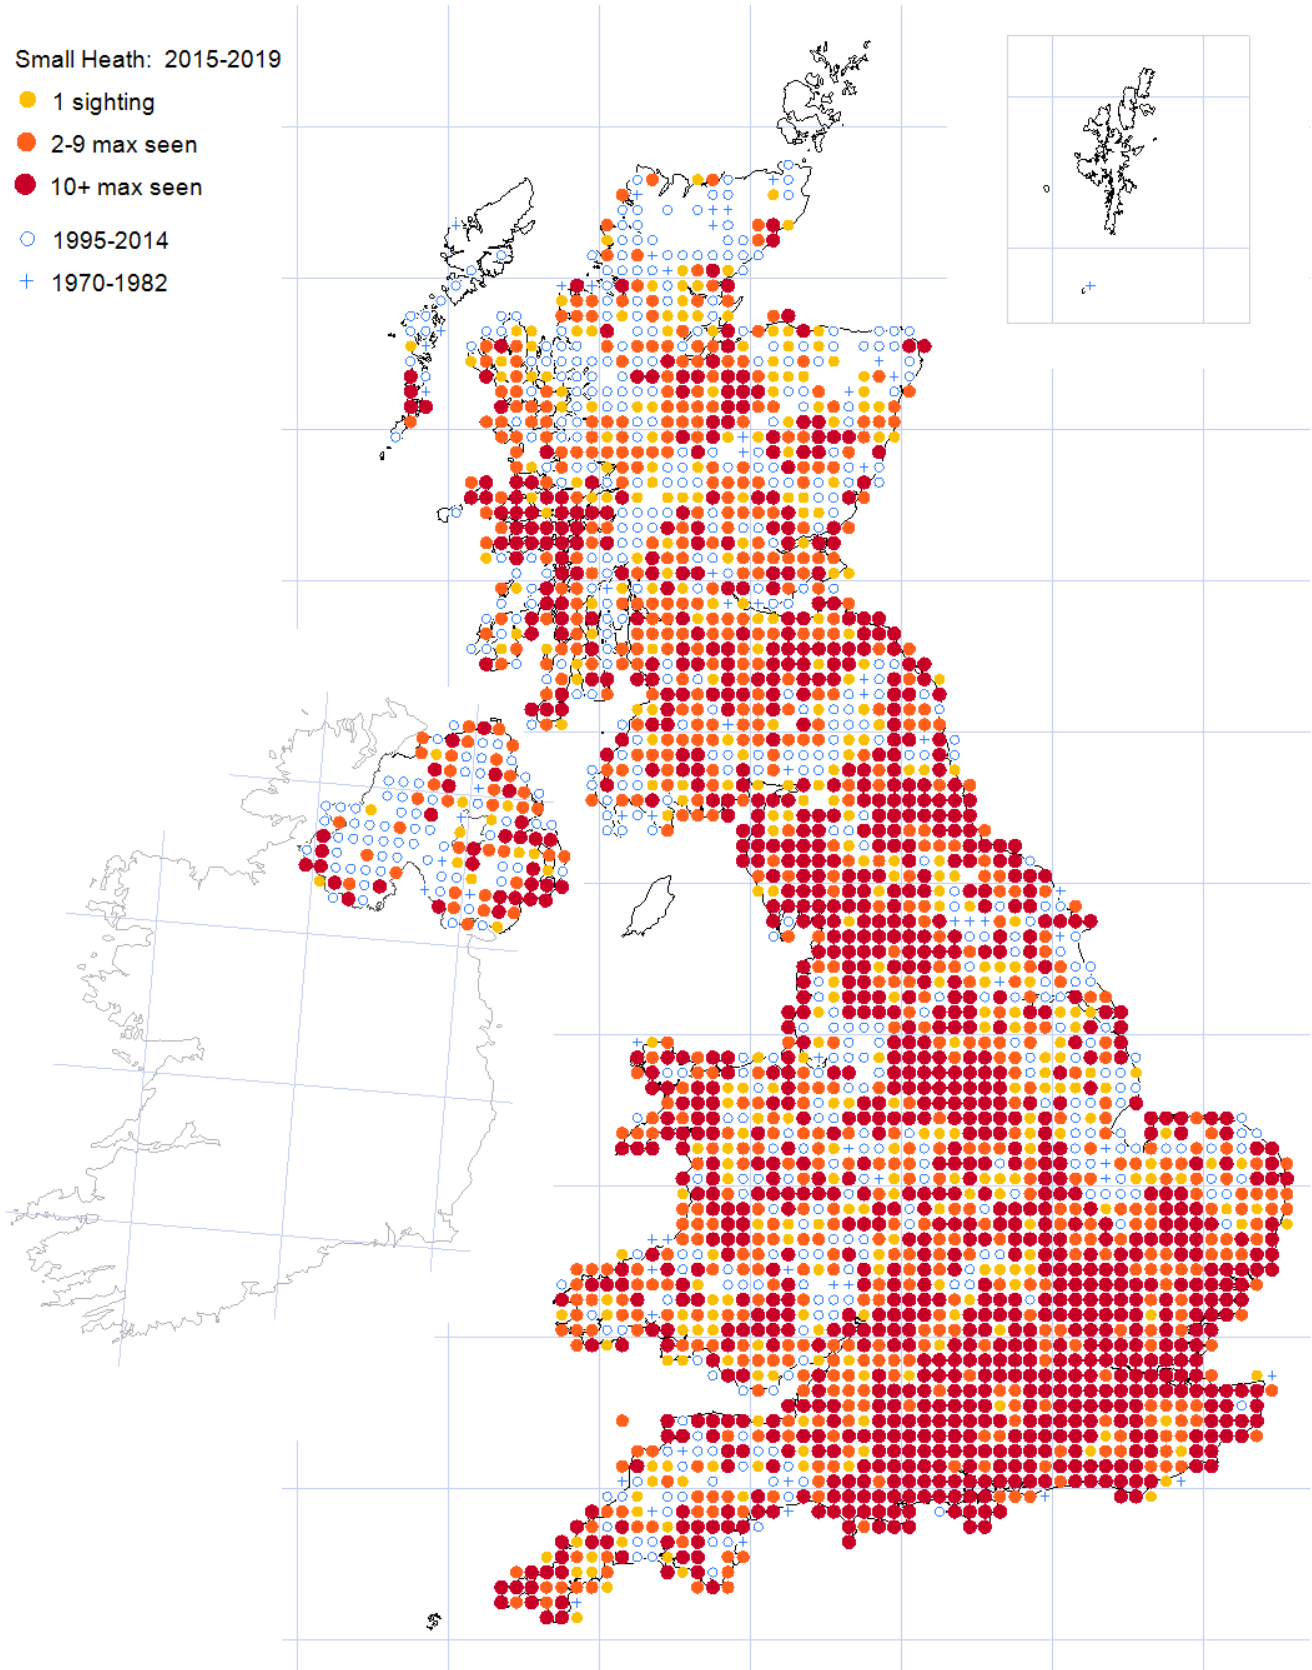 Small Heath: 2015-2019
1 sighting
2-9 max seen
10+ max seen
1995-2014
1970-1982